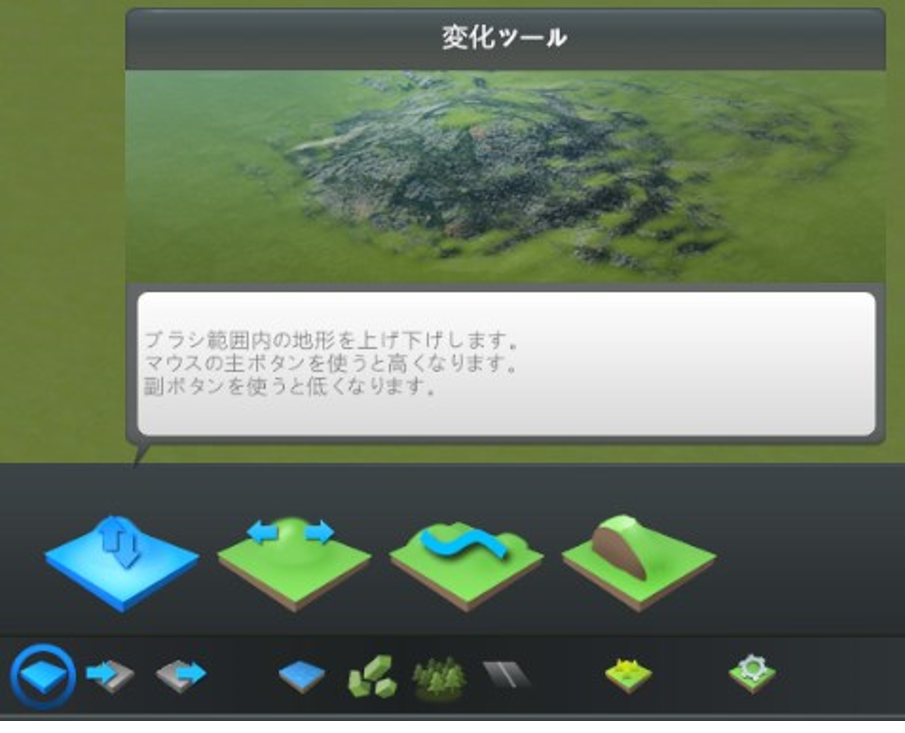 変化ツール
ブラシ範囲内の地形を上げ下げします。
マウスの主ボタンを使うと高くなります。
副ボタンを使うと低くなります。